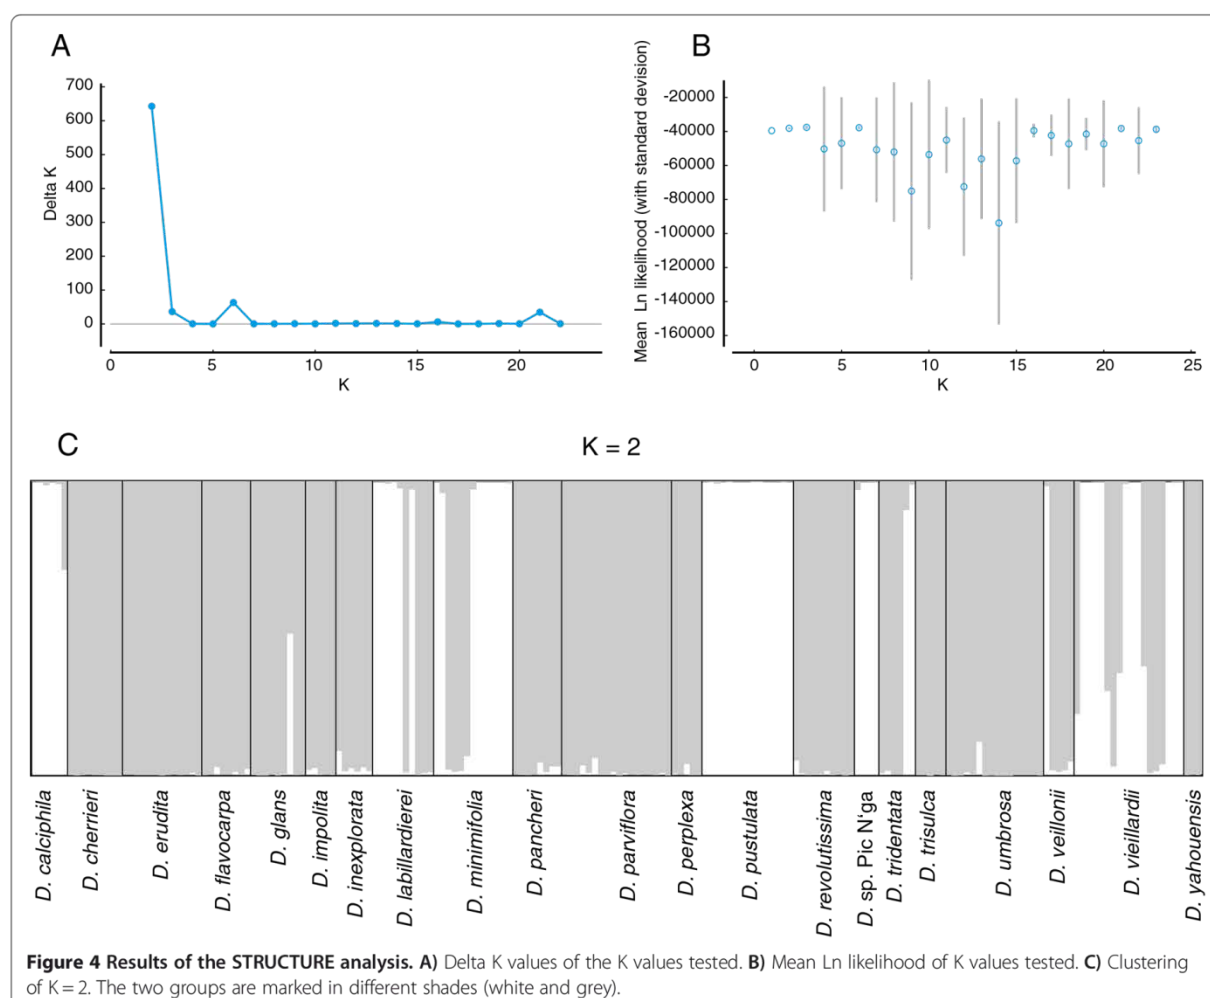 A
B
700
600
500
400
300
200
100
0
Delta K
0
5
10
15
20
K
-20000
-40000
-60000
-80000
-100000
-120000
-140000
-160000
Mean Ln likelihood (with standard devision)
0
5
10
15
20
25
K
C
K = 2
D. calciphila
D. cherrieri
D. erudita
D. flavocarpa
D. glans
D. impolita
D. inexplorata
D. labillardierei
D. minimifolia
D. pancheri
D. parviflora
D. perplexa
D. pustulata
D. revolutissima
D. sp. Pic N'ga
D. tridentata
D. trisulca
D. umbrosa
D. veillonii
D. vieillardii
D. yahouensis
Figure 4 Results of the STRUCTURE analysis. A) Delta K values of the K values tested. B) Mean Ln likelihood of K values tested. C) Clustering
of K = 2. The two groups are marked in different shades (white and grey).